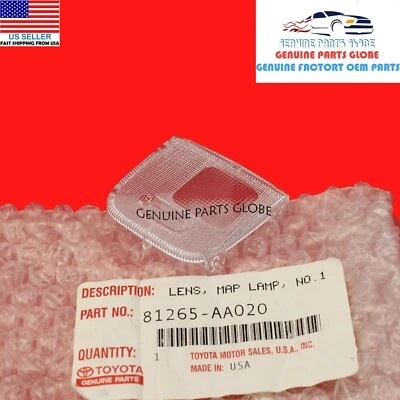 US SELLER
FAST SHIPPING FROM USA
GENUINE PARTS GLOBE
GENUINE PARTS GLOBE
GENUINE FACTORT OEM PARTS
GENUINE PARTS GLOBE
DESCRIPTION: LENS, MAP LAMP, NO.1
PART NO.: 81265-AA020
QUANTITY: 1
TOYOTA MOTOR SALES, U.S.A., INC.
MADE IN: USA
TOYOTA
GENUINE PARTS